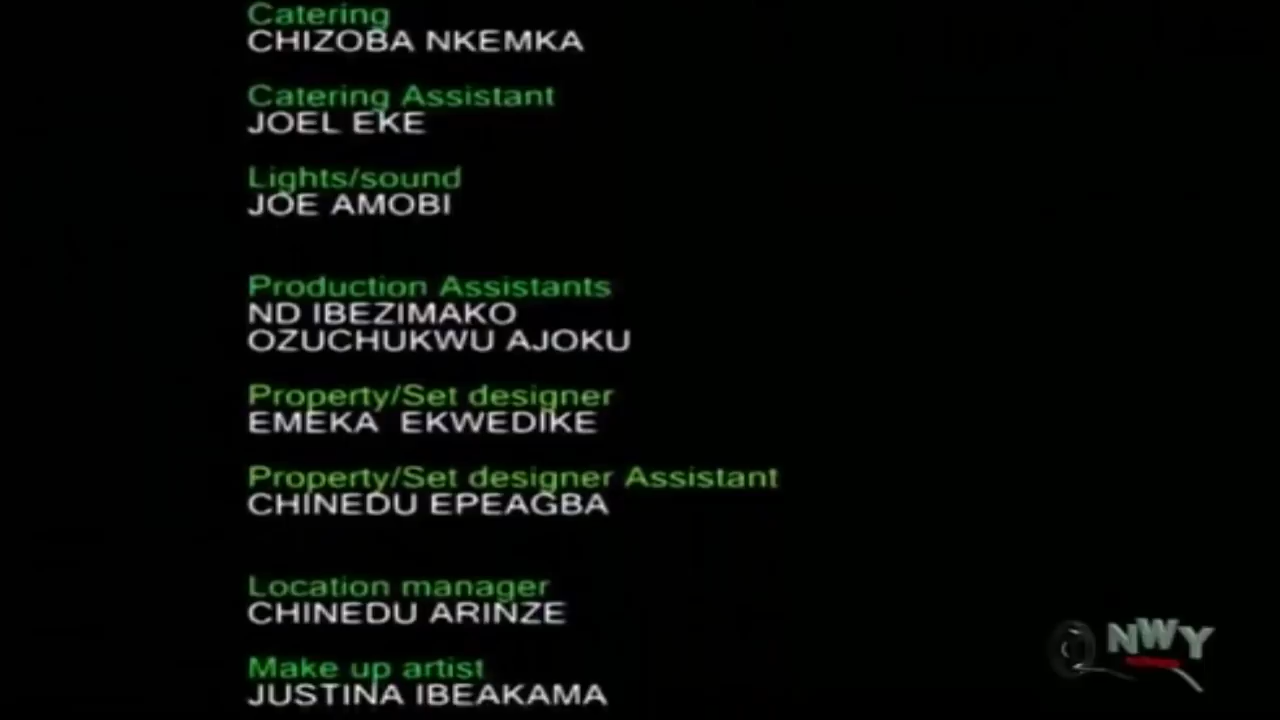 Catering
CHIZOBA NKEMKA
Catering Assistant
JOEL EKE
Lights/sound
JOE AMOBI
Production Assistants
ND IBEZIMAKO
OZUCHUKWU AJOKU
Property/Set designer
EMEKA EKWEDIKE
Property/Set designer Assistant
CHINEDU EPEAGBA
Location manager
CHINEDU ARINZE
Make up artist
JUSTINA IBEAKAMA
NWY